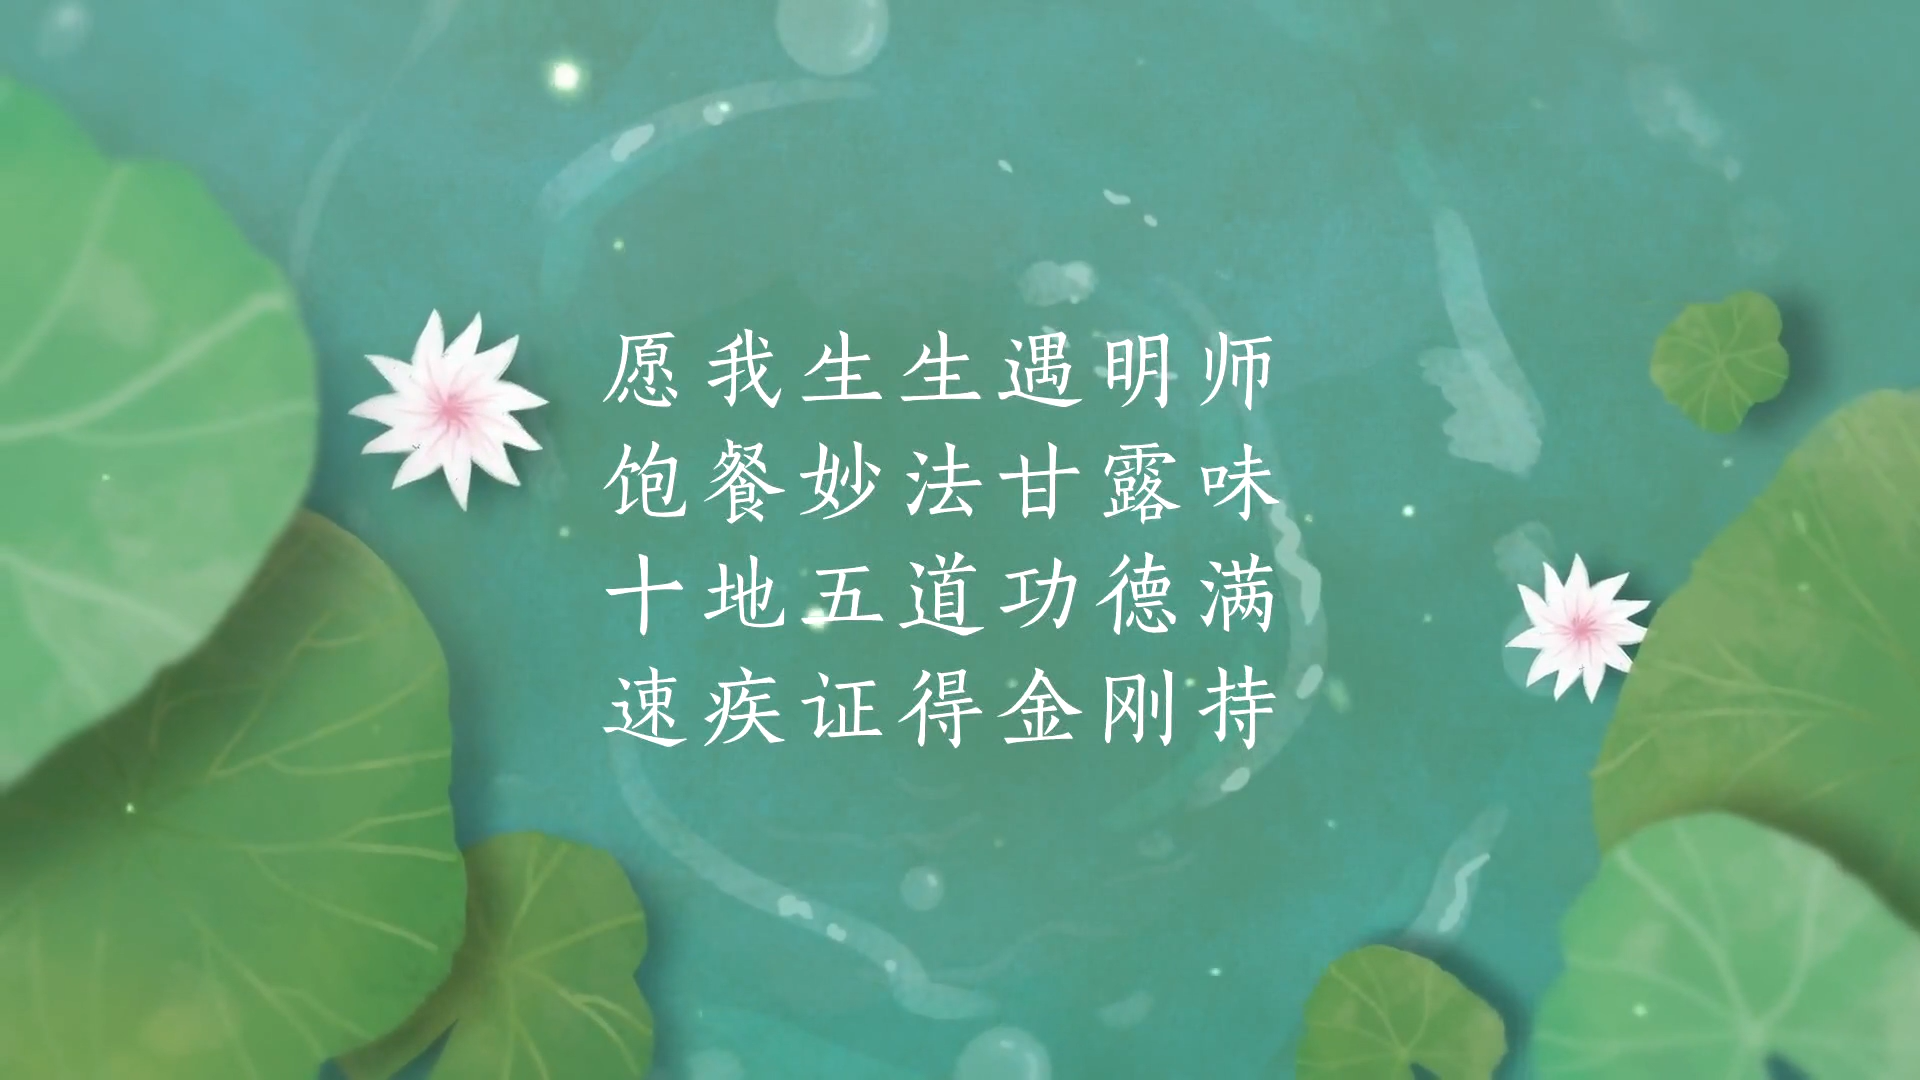 愿我生生遇明师
饱餐妙法甘露味
十地五道功德满
速疾证得金刚持